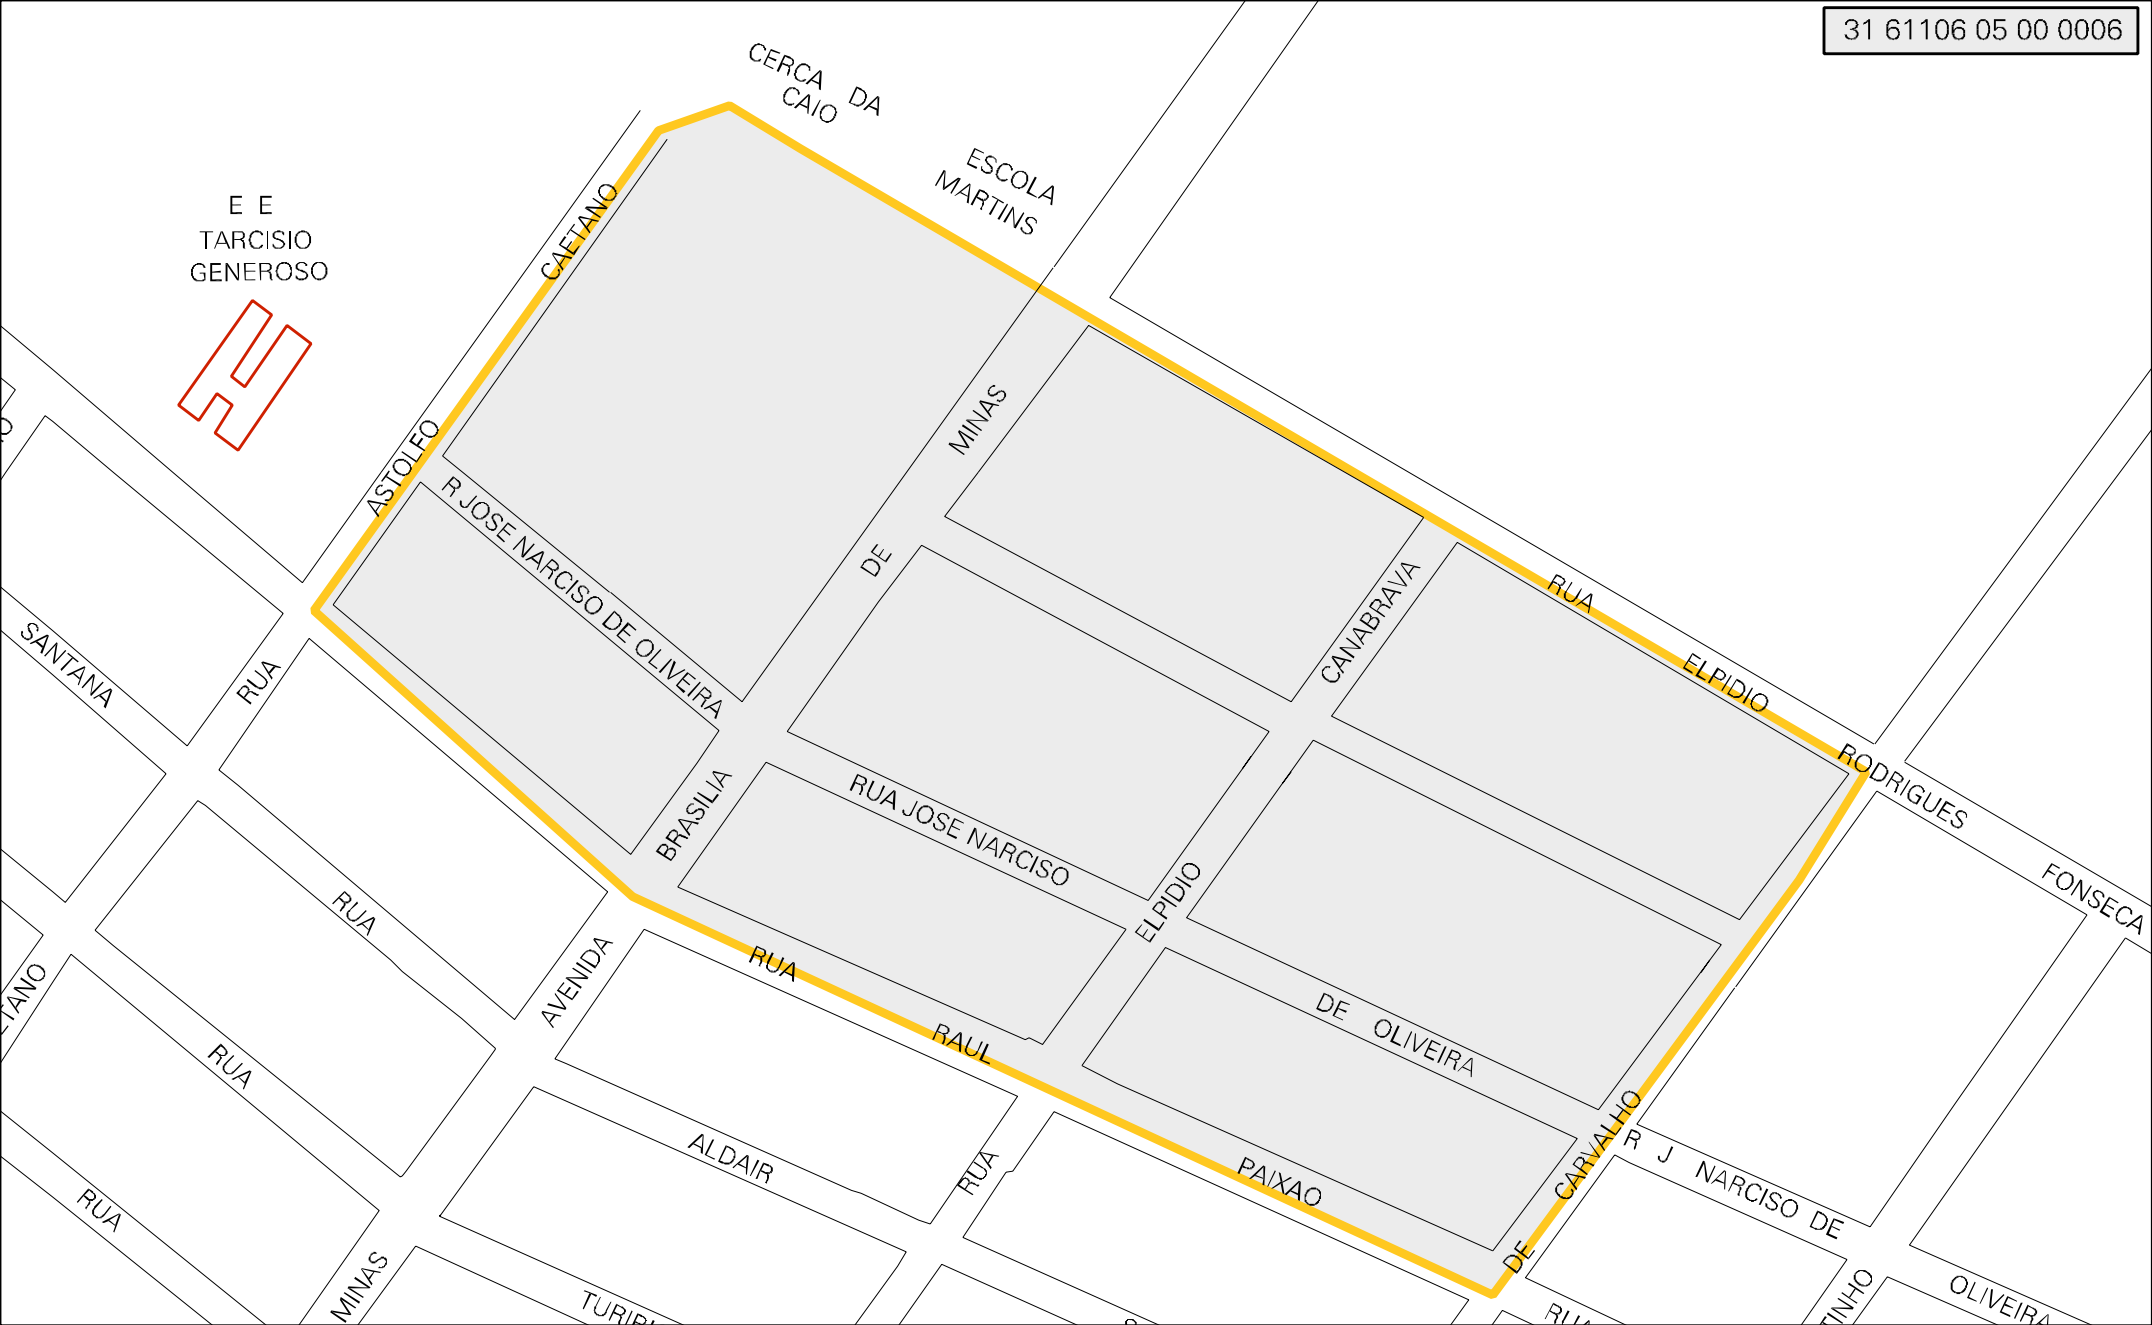 31 61106 05 00 0006
CERCA DA
CAIO
ESCOLA
MARTINS
E E
TARCISIO
GENEROSO
CAETANO
ASTOLFO
RUA
R JOSE NARCISO DE OLIVEIRA
MINAS
DE
BRASILIA
AVENIDA
CANABRAVA
ELPIDIO
RUA
RUA
ELPIDIO
RODRIGUES
FONSECA
SANTANA
RUA
RUA JOSE NARCISO
DE OLIVEIRA
RUA
RAUL
PAIXAO
CARVALHO
DE
R J NARCISO DE
OLIVEIRA
RUA
RUA
ALDAIR
MINAS